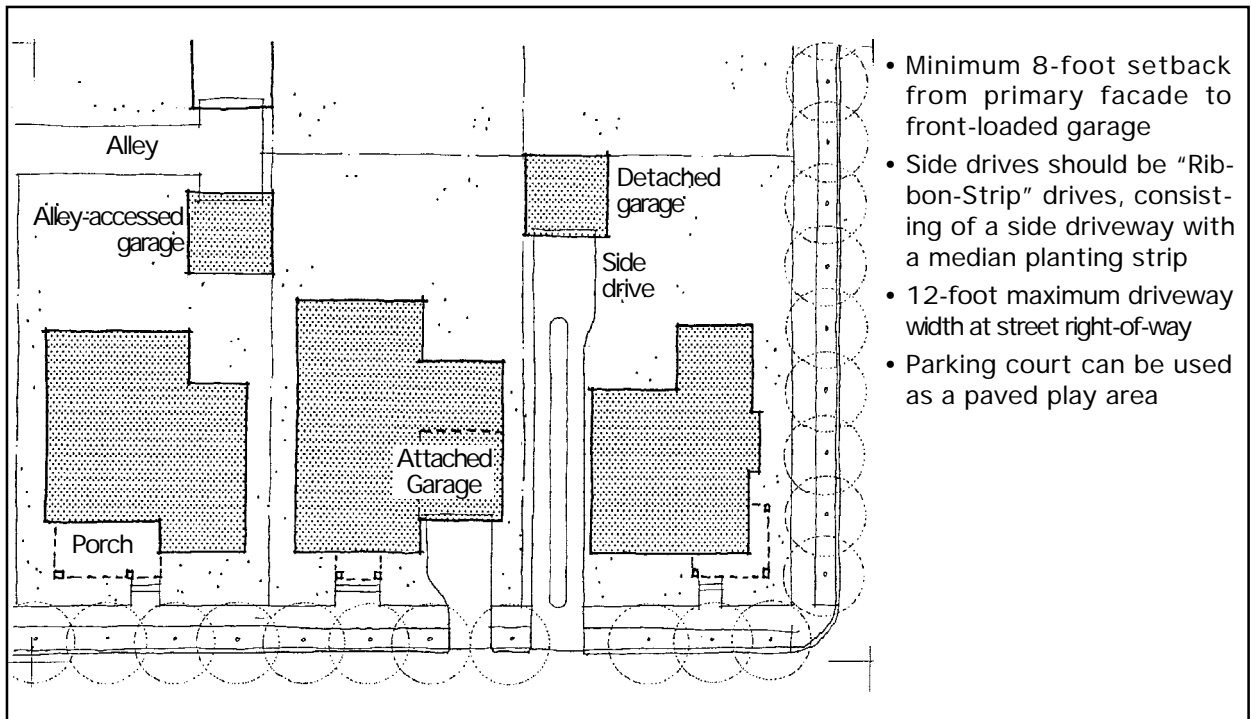 Alley
Alley-accessed
garage
Detached
garage
Side
drive
Attached
Garage
Porch
• Minimum 8-foot setback
from primary facade to
front-loaded garage
• Side drives should be “Rib-
bon-Strip” drives, consist-
ing of a side driveway with
a median planting strip
• 12-foot maximum driveway
width at street right-of-way
• Parking court can be used
as a paved play area